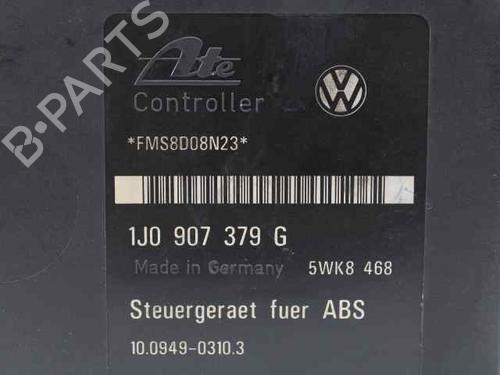 B-PARTS
Ate
Controller
*FMS8D08N23*
1J0 907 379 G
Made in Germany 5WK8 468
Steuergeraet fuer ABS
10.0949-0310.3